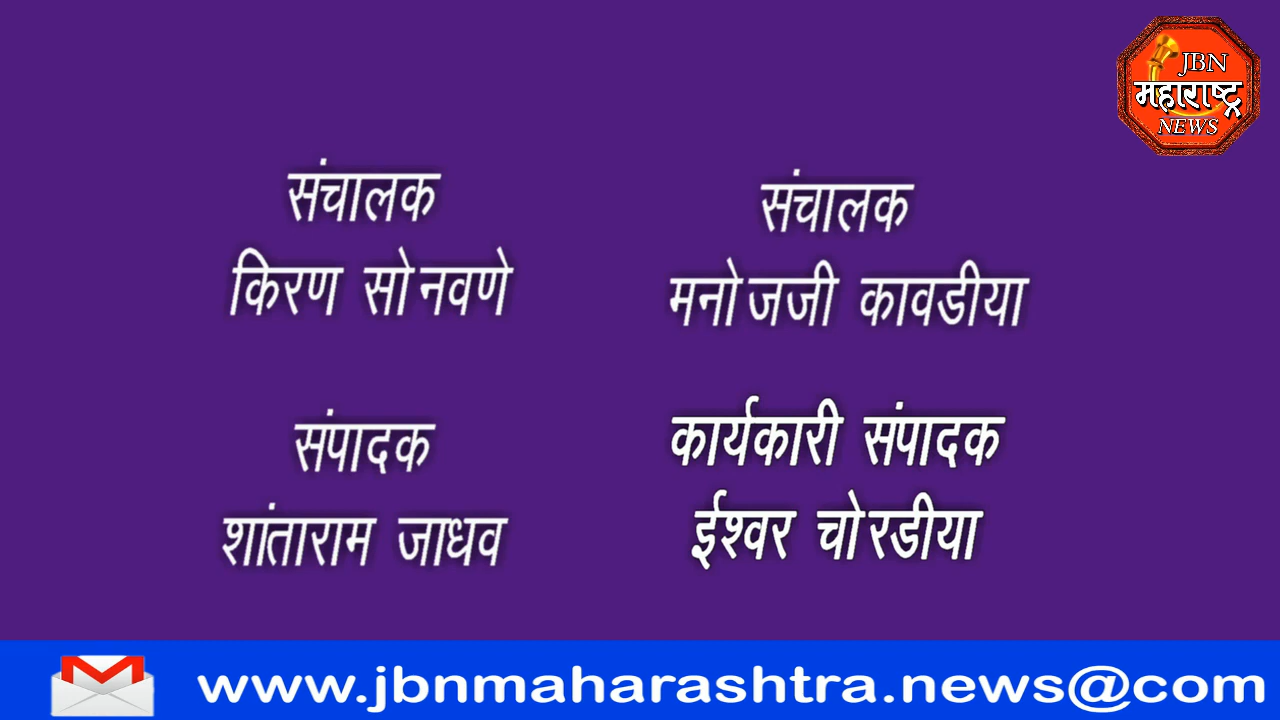 JBN
महाराष्ट्र
NEWS
संचालक
किरण सोनवणे
संचालक
मनोजजी कावडीया
संपादक
शांताराम जाधव
कार्यकारी संपादक
ईश्वर चोरडीया
www.jbnmaharashtra.news@com